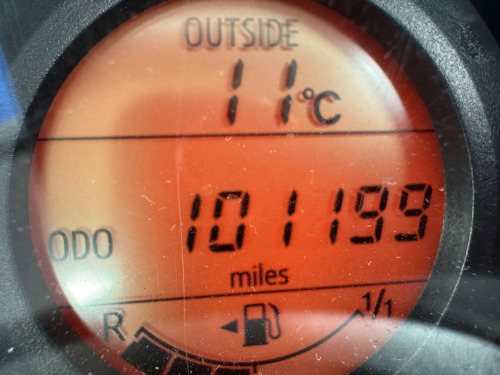 OUTSIDE
11°C
ODO 101199
miles
R 1/1